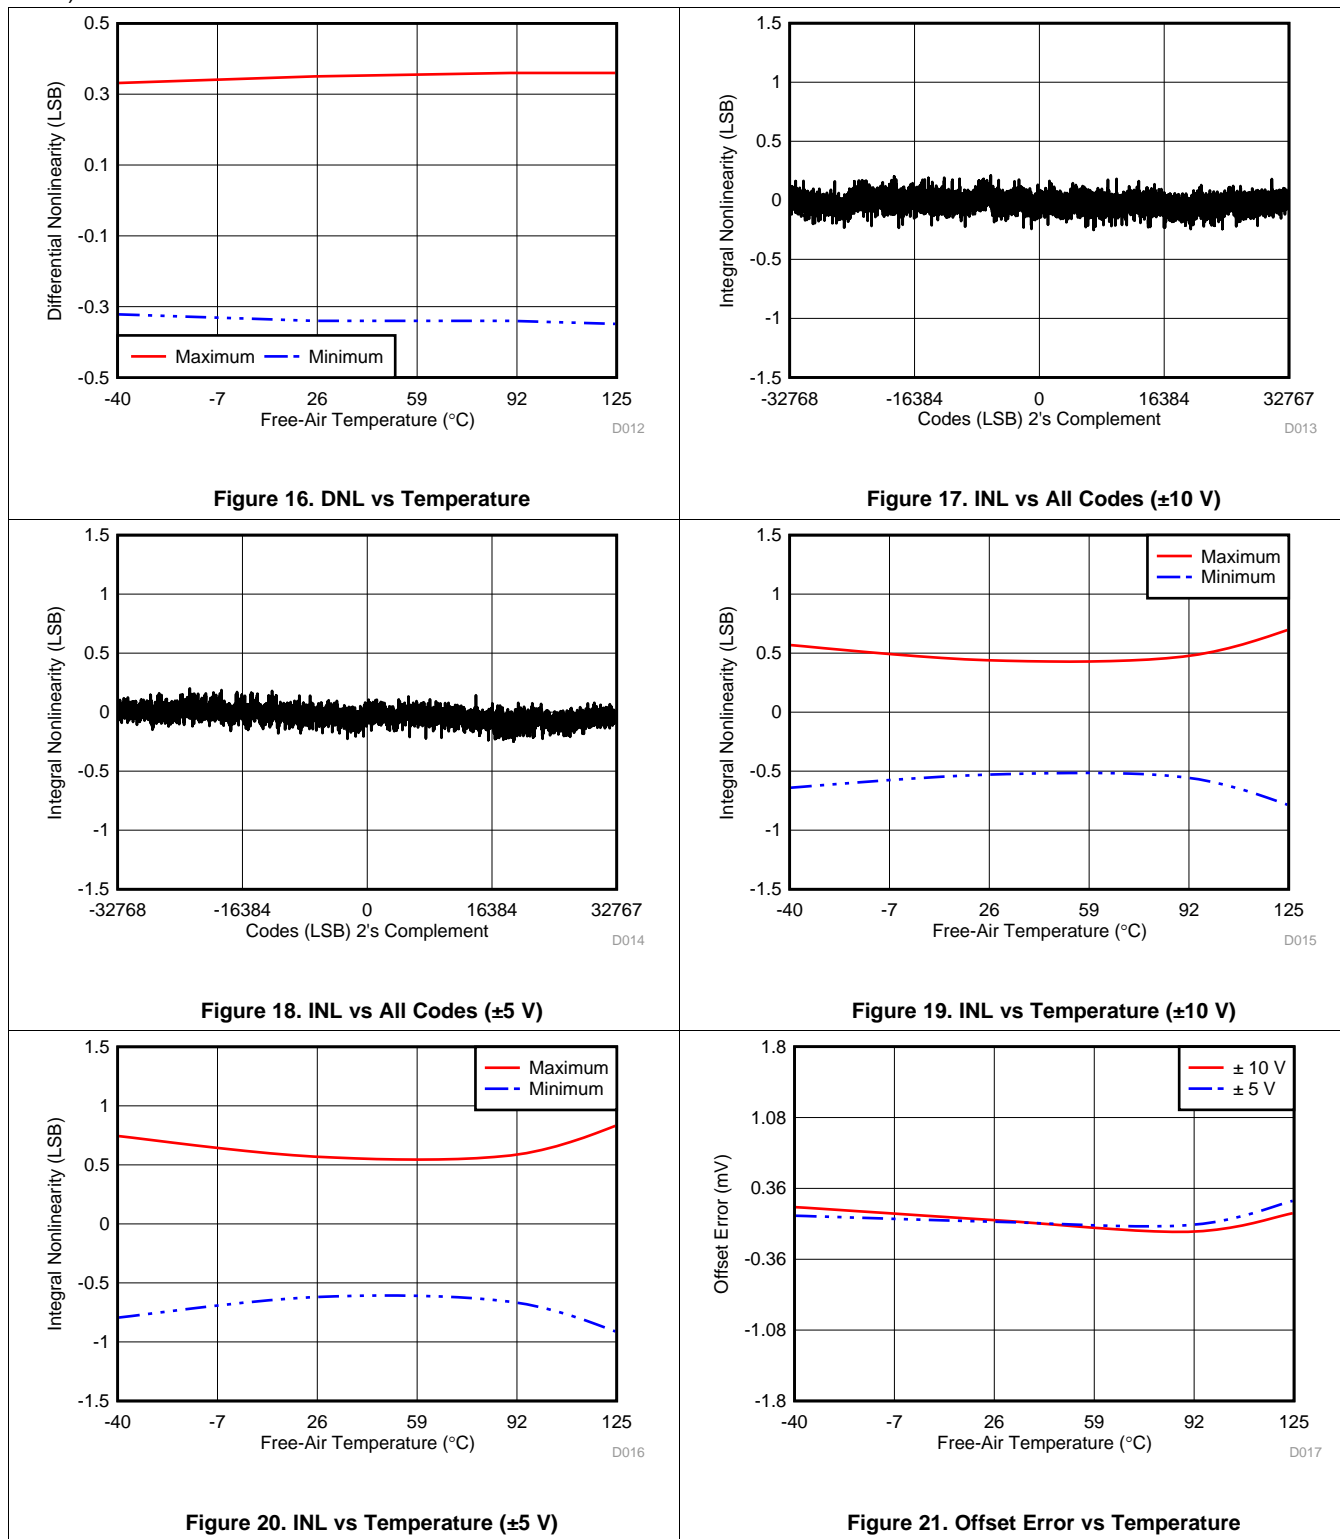 0.5
0.3
0.1
-0.1
-0.3
-0.5
Differential Nonlinearity (LSB)
Maximum
Minimum
-40 -7 26 59 92 125
Free-Air Temperature (°C)
D012
Figure 16. DNL vs Temperature
1.5
1
0.5
0
-0.5
-1
-1.5
Integral Nonlinearity (LSB)
-32768 -16384 0 16384 32767
Codes (LSB) 2's Complement
D013
Figure 17. INL vs All Codes (±10 V)
1.5
1
0.5
0
-0.5
-1
-1.5
Integral Nonlinearity (LSB)
-32768 -16384 0 16384 32767
Codes (LSB) 2's Complement
D014
Figure 18. INL vs All Codes (±5 V)
1.5
1
0.5
0
-0.5
-1
-1.5
Integral Nonlinearity (LSB)
Maximum
Minimum
-40 -7 26 59 92 125
Free-Air Temperature (°C)
D015
Figure 19. INL vs Temperature (±10 V)
1.5
1
0.5
0
-0.5
-1
-1.5
Integral Nonlinearity (LSB)
Maximum
Minimum
-40 -7 26 59 92 125
Free-Air Temperature (°C)
D016
Figure 20. INL vs Temperature (±5 V)
1.8
1.08
0.36
-0.36
-1.08
-1.8
Offset Error (mV)
± 10 V
± 5 V
-40 -7 26 59 92 125
Free-Air Temperature (°C)
D017
Figure 21. Offset Error vs Temperature